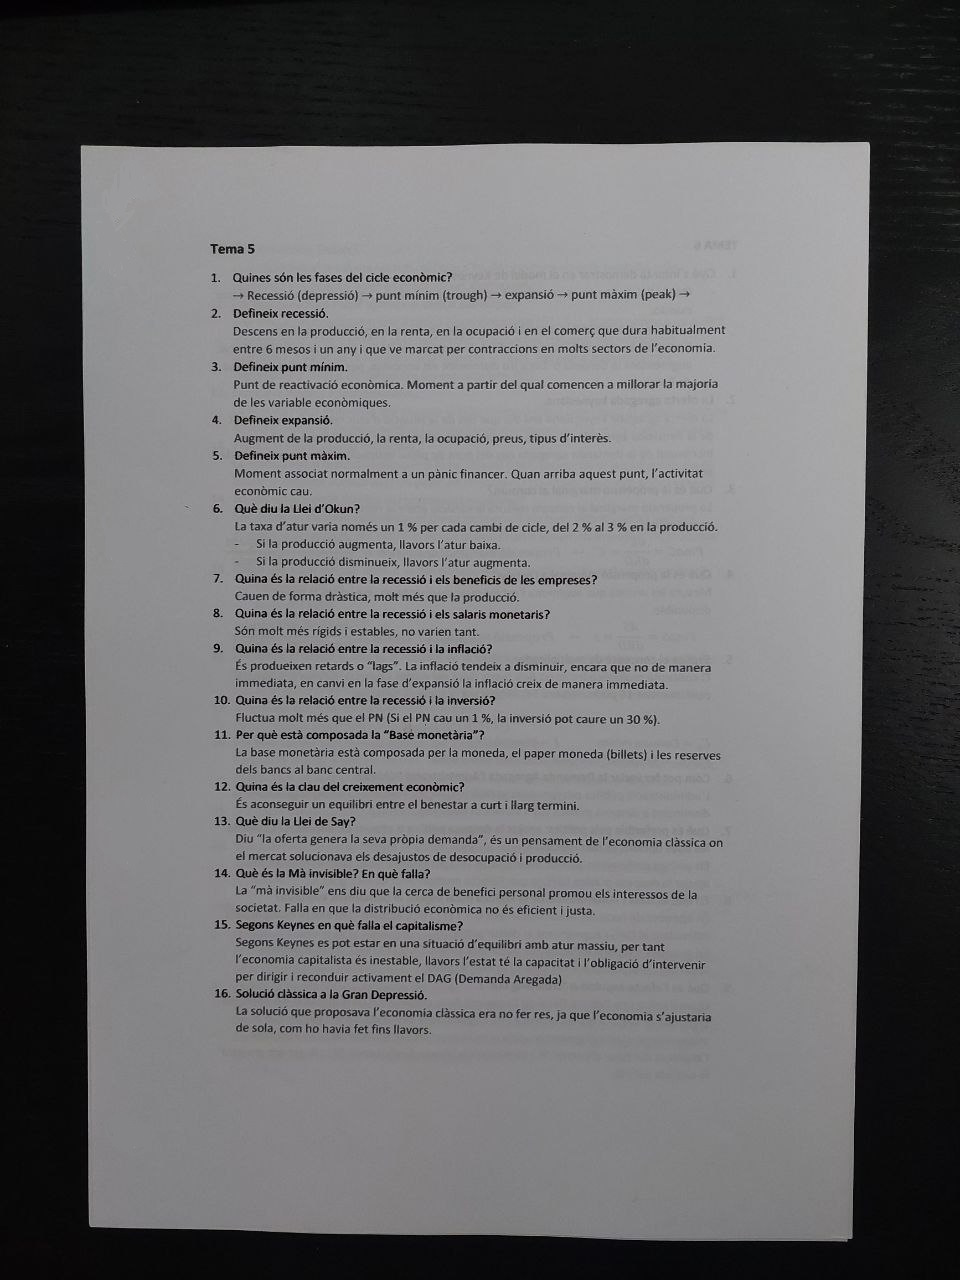 Tema 5
1. Quines són les fases del cicle econòmic?
→ Recessió (depressió) → punt mínim (trough) → expansió → punt màxim (peak) →
2. Defineix recessió.
Descens en la producció, en la renta, en la ocupació i en el comerç que dura habitualment
entre 6 mesos i un any i que ve marcat per contraccions en molts sectors de l'economia.
3. Defineix punt mínim.
Punt de reactivació econòmica. Moment a partir del qual comencen a millorar la majoria
de les variable econòmiques.
4. Defineix expansió.
Augment de la producció, la renta, la ocupació, preus, tipus d'interès.
5. Defineix punt màxim.
Moment associat normalment a un pànic financer. Quan arriba aquest punt, l'activitat
econòmic cau.
6. Què diu la Llei d'Okun?
La taxa d'atur varia només un 1 % per cada cambi de cicle, del 2 % al 3 % en la producció.
- Si la producció augmenta, llavors l'atur baixa.
- Si la producció disminueix, llavors l'atur augmenta.
7. Quina és la relació entre la recessió i els beneficis de les empreses?
Cauen de forma dràstica, molt més que la producció.
8. Quina és la relació entre la recessió i els salaris monetaris?
Són molt més rígids i estables, no varien tant.
9. Quina és la relació entre la recessió i la inflació?
És produeixen retards o "lags". La inflació tendeix a disminuir, encara que no de manera
immediata, en canvi en la fase d'expansió la inflació creix de manera immediata.
10. Quina és la relació entre la recessió i la inversió?
Fluctua molt més que el PN (Si el PN cau un 1 %, la inversió pot caure un 30 %).
11. Per què està composada la "Base monetària"?
La base monetària està composada per la moneda, el paper moneda (billets) i les reserves
dels bancs al banc central.
12. Quina és la clau del creixement econòmic?
És aconseguir un equilibri entre el benestar a curt i llarg termini.
13. Què diu la Llei de Say?
Diu "la oferta genera la seva pròpia demanda", és un pensament de l'economia clàssica on
el mercat solucionava els desajustos de desocupació i producció.
14. Què és la Mà invisible? En què falla?
La "mà invisible" ens diu que la cerca de benefici personal promou els interessos de la
societat. Falla en que la distribució econòmica no és eficient i justa.
15. Segons Keynes en què falla el capitalisme?
Segons Keynes es pot estar en una situació d'equilibri amb atur massiu, per tant
l'economia capitalista és inestable, llavors l'estat té la capacitat i l'obligació d'intervenir
per dirigir i reconduir activament el DAG (Demanda Aregada)
16. Solució clàssica a la Gran Depressió.
La solució que proposava l'economia clàssica era no fer res, ja que l'economia s'ajustaria
de sola, com ho havia fet fins llavors.